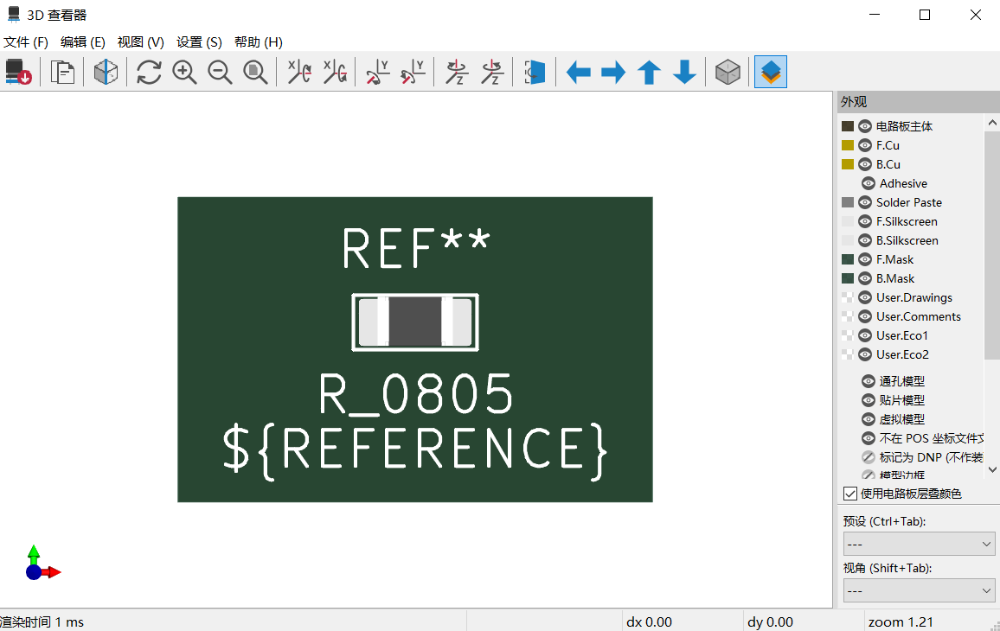 3D 查看器
文件 (F) 编辑 (E) 视图 (V) 设置 (S) 帮助 (H)
外观
电路板主体
F.Cu
B.Cu
Adhesive
Solder Paste
F.Silkscreen
B.Silkscreen
F.Mask
B.Mask
User.Drawings
User.Comments
User.Eco1
User.Eco2
通孔模型
贴片模型
虚拟模型
不在 POS 坐标文件文
标记为 DNP (不作装
模型边框
使用电路板层叠颜色
预设 (Ctrl+Tab):
---
视角 (Shift+Tab):
---
REF**
R_0805
${REFERENCE}
渲染时间 1 ms
dx 0.00
dy 0.00
zoom 1.21